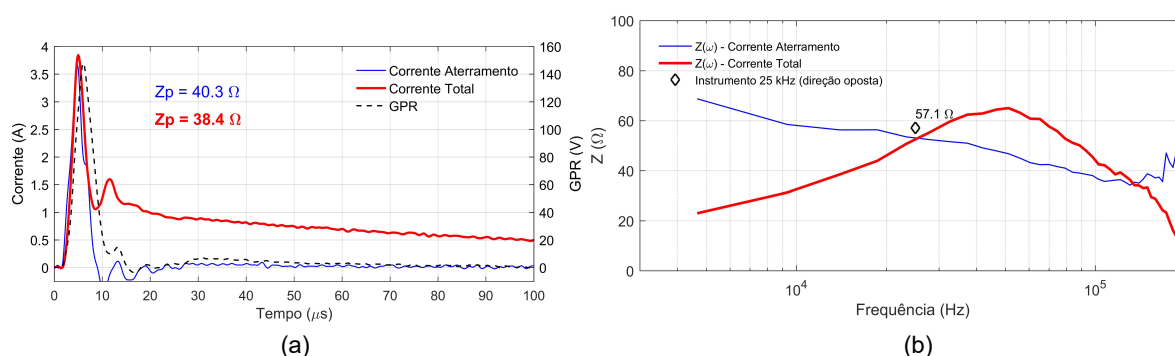 4
3.5
3
2.5
2
1.5
1
0.5
0
Corrente (A)
160
140
120
100
80
60
40
20
0
GPR (V)
Zp = 40.3 Ω
Zp = 38.4 Ω
Corrente Aterramento
Corrente Total
GPR
0 10 20 30 40 50 60 70 80 90 100
Tempo (μs)
(a)
100
80
60
40
20
0
Z (Ω)
Z(ω) - Corrente Aterramento
Z(ω) - Corrente Total
Instrumento 25 kHz (direção oposta)
57.1 Ω
10⁴ 10⁵
Frequência (Hz)
(b)